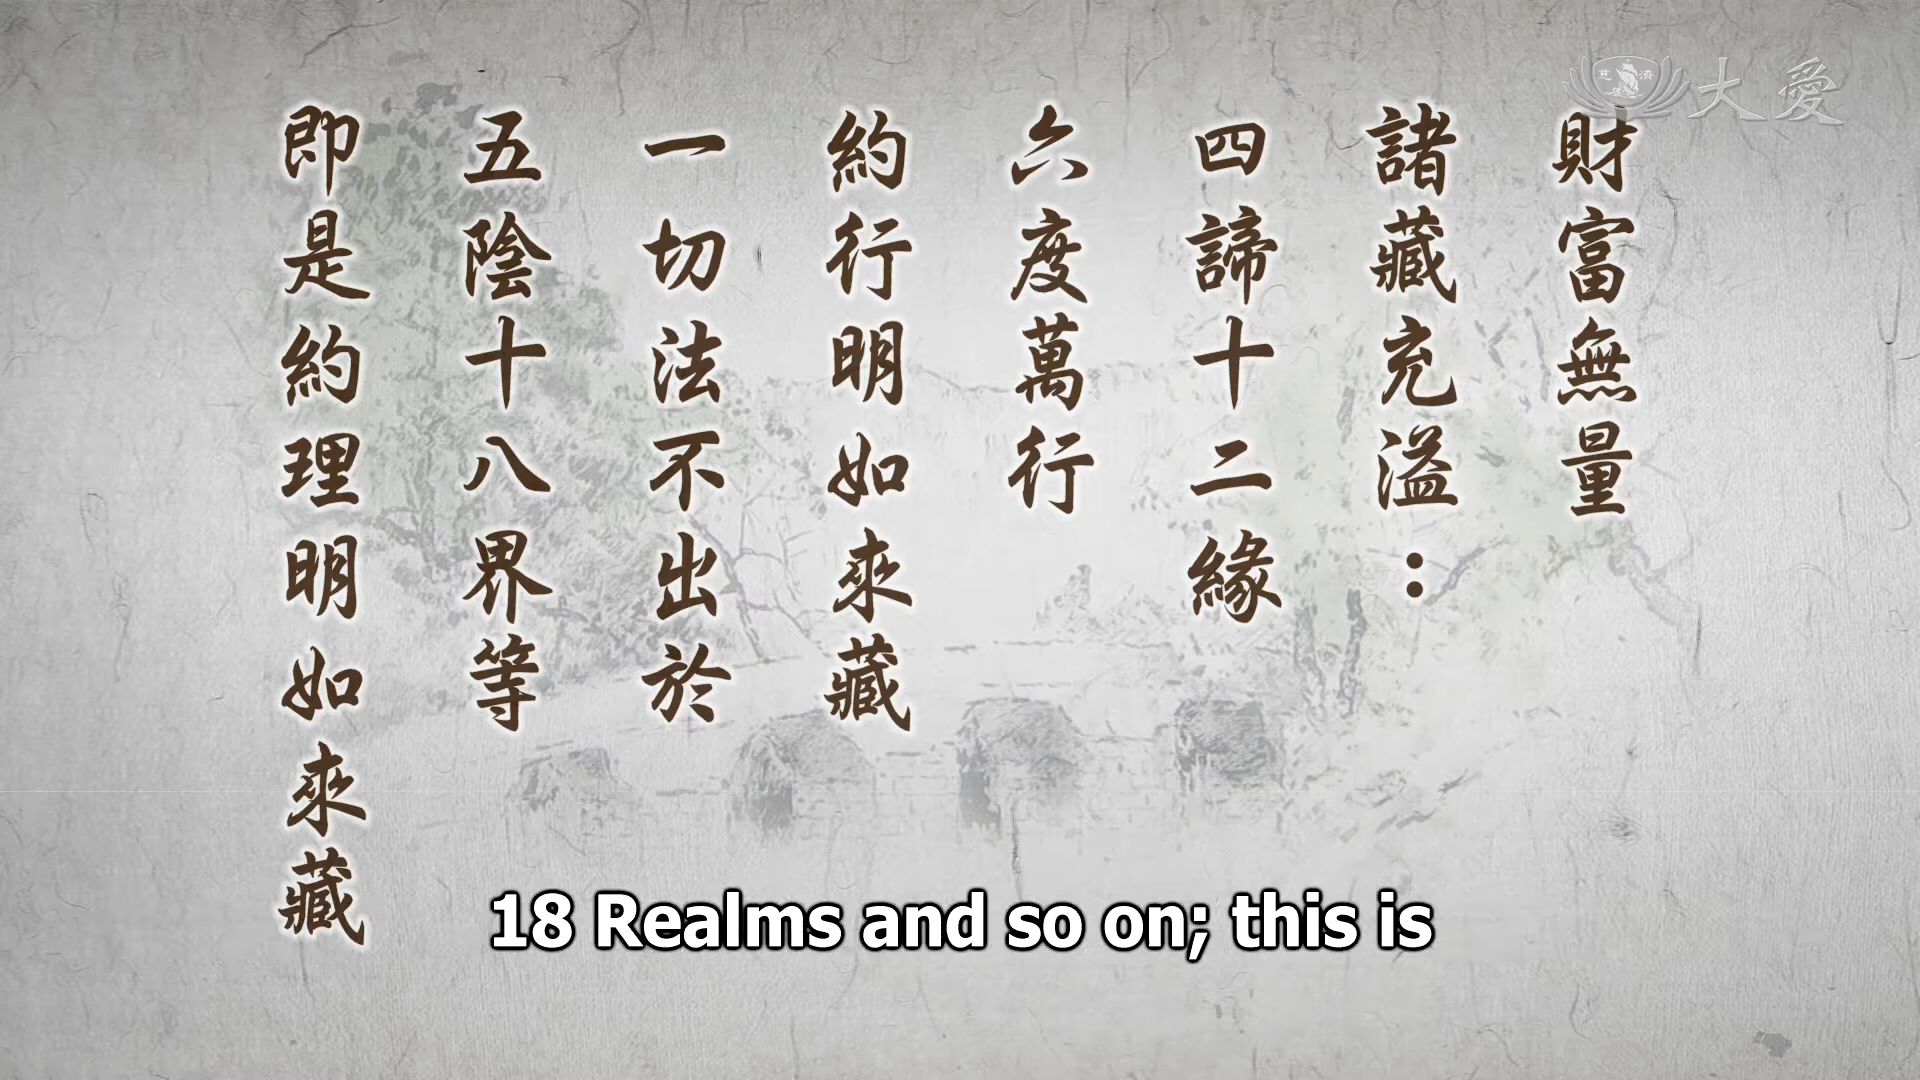 財富無量
諸藏充溢：
四諦十二緣
六度萬行
約行明如來藏
一切法不出於
五陰十八界等
即是約理明如來藏
18 Realms and so on; this is
慈濟
大愛